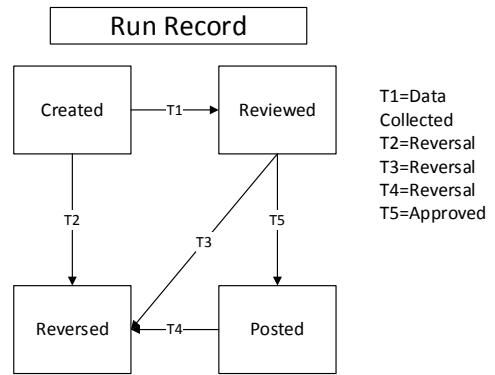 Run Record
Created
T1
Reviewed
T1=Data
Collected
T2=Reversal
T3=Reversal
T4=Reversal
T5=Approved
T2
T3
T5
Reversed
T4
Posted